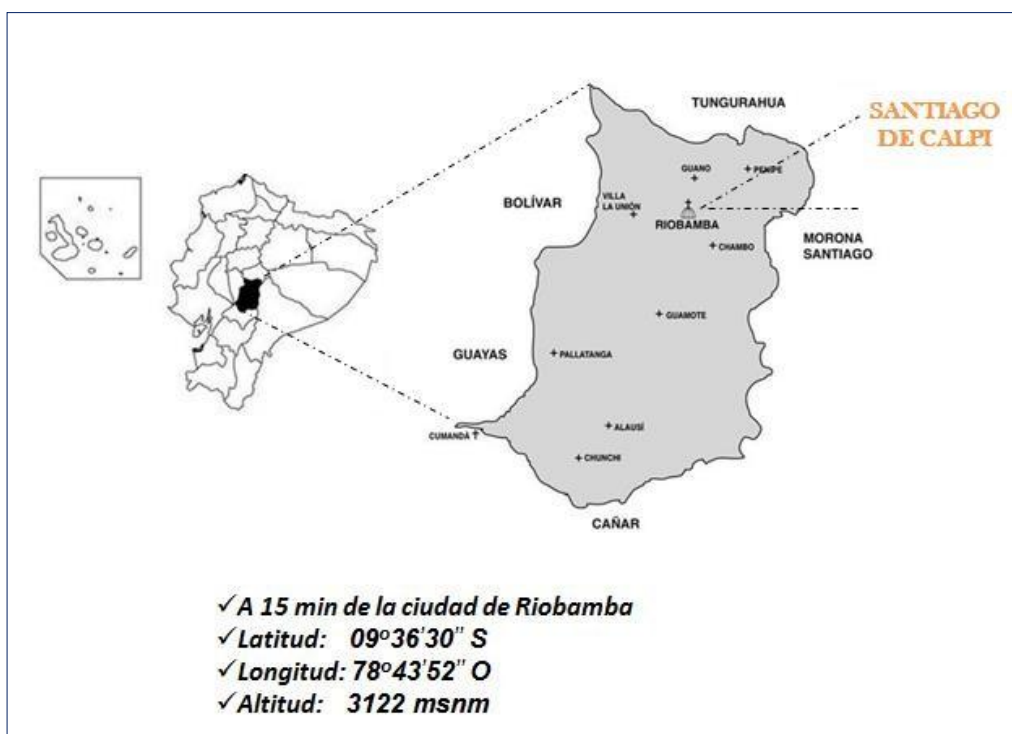 TUNGURAHUA
SANTIAGO
DE CALPI
GUANO
PENIPE
BOLÍVAR
VILLA
LA UNIÓN
RIOBAMBA
MORONA
SANTIAGO
CHAMBO
GUAMOTE
GUAYAS
PALLATANGA
ALAUSÍ
CUMANDÁ
CHUNCHI
CAÑAR
✓A 15 min de la ciudad de Riobamba
✓Latitud: 09º36'30'' S
✓Longitud: 78º43'52'' O
✓Altitud: 3122 msnm